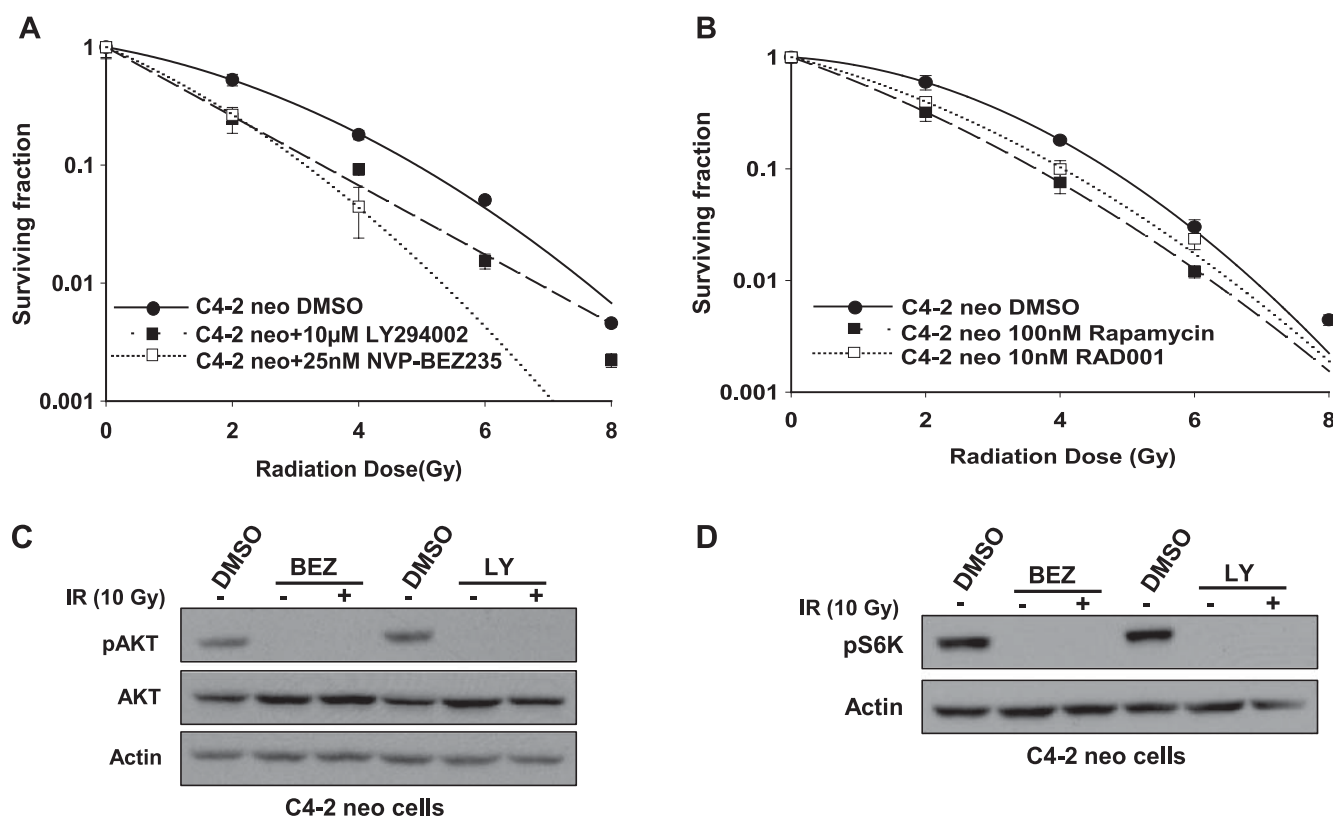 A
Surviving fraction
1
0.1
0.01
0.001
C4-2 neo DMSO
C4-2 neo+10µM LY294002
C4-2 neo+25nM NVP-BEZ235
0 2 4 6 8
Radiation Dose(Gy)
B
Surviving fraction
1
0.1
0.01
0.001
C4-2 neo DMSO
C4-2 neo 100nM Rapamycin
C4-2 neo 10nM RAD001
0 2 4 6 8
Radiation Dose (Gy)
C
DMSO BEZ DMSO LY
IR (10 Gy) - - + - - +
pAKT
AKT
Actin
C4-2 neo cells
D
DMSO BEZ DMSO LY
IR (10 Gy) - - + - - +
pS6K
Actin
C4-2 neo cells